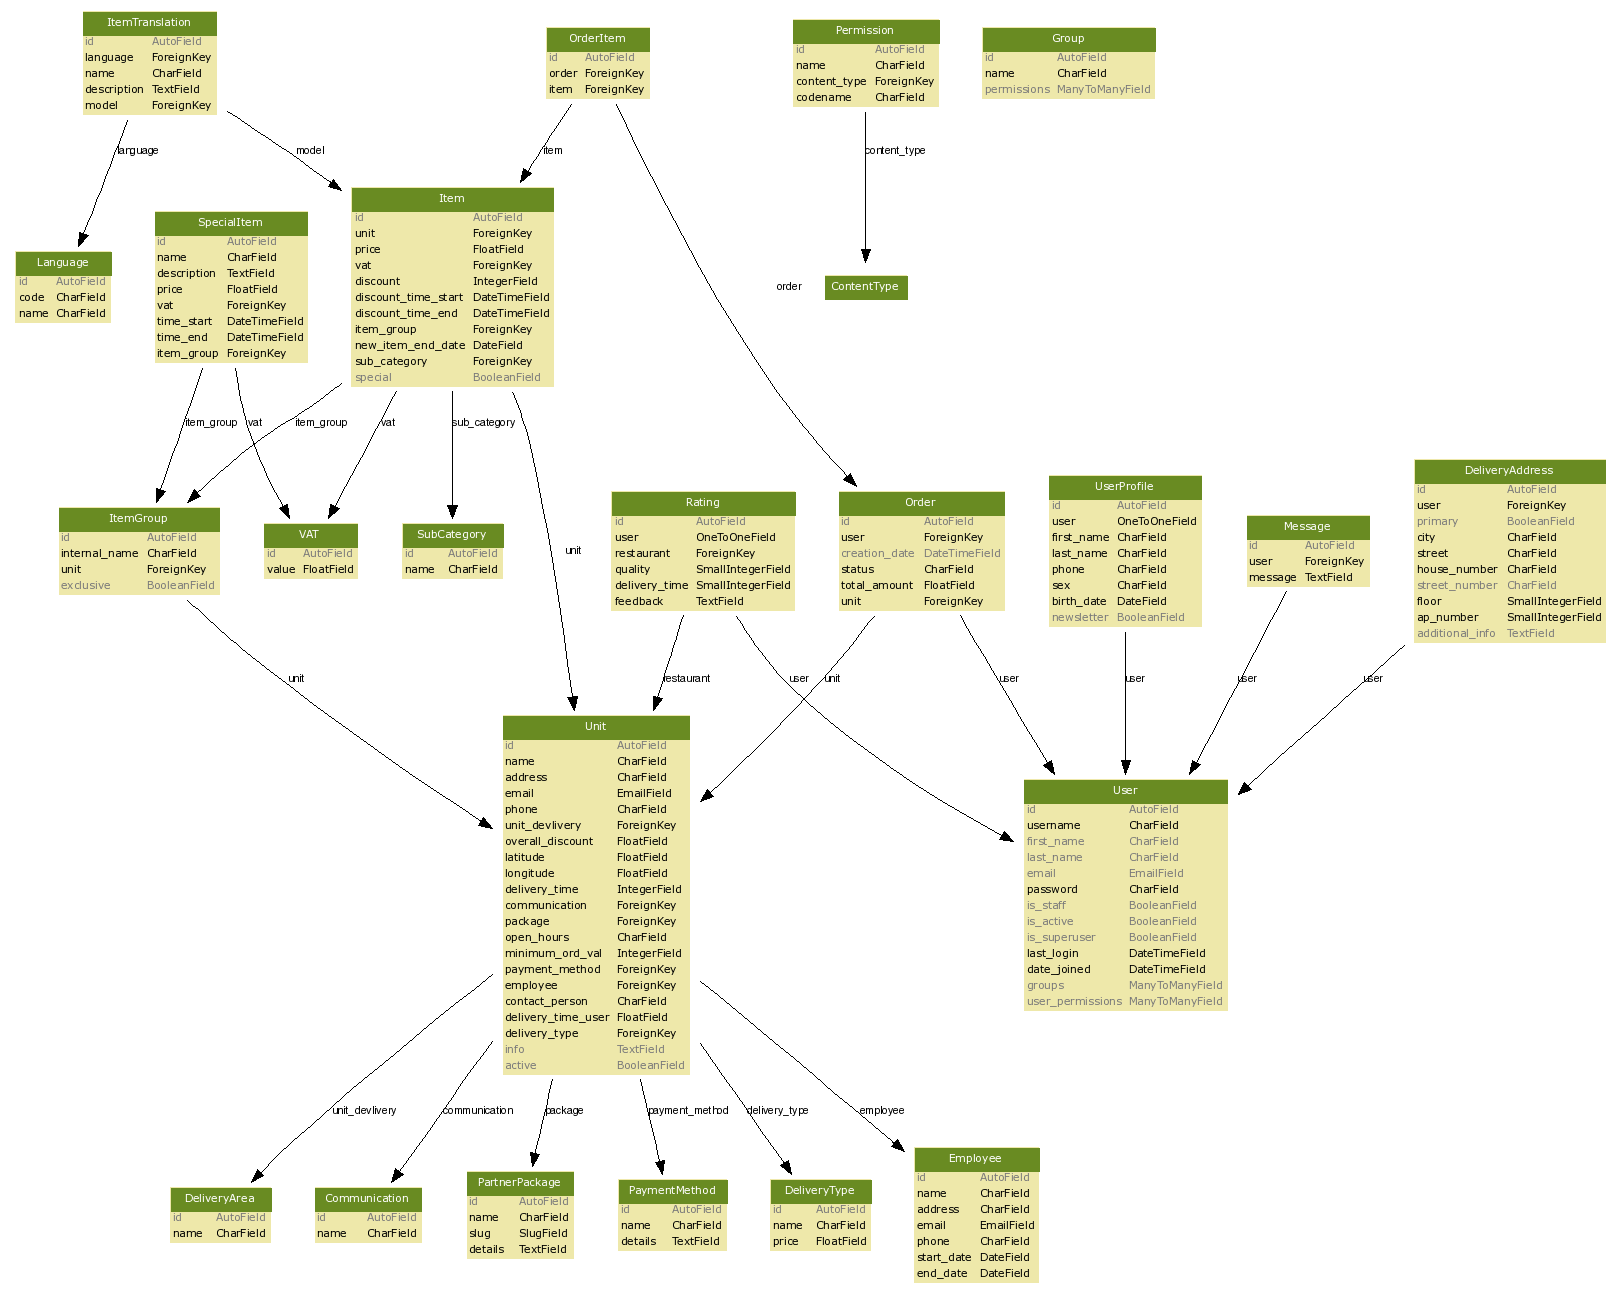 ItemTranslation
id AutoField
language ForeignKey
name CharField
description TextField
model ForeignKey
OrderItem
id AutoField
order ForeignKey
item ForeignKey
Permission
id AutoField
name CharField
content_type ForeignKey
codename CharField
Group
id AutoField
name CharField
permissions ManyToManyField
language
model
item
content_type
Item
id AutoField
unit ForeignKey
price FloatField
vat ForeignKey
discount IntegerField
discount_time_start DateTimeField
discount_time_end DateTimeField
item_group ForeignKey
new_item_end_date DateField
sub_category ForeignKey
special BooleanField
SpecialItem
id AutoField
name CharField
description TextField
price FloatField
vat ForeignKey
time_start DateTimeField
time_end DateTimeField
item_group ForeignKey
Language
id AutoField
code CharField
name CharField
order
ContentType
item_group
vat
item_group
vat
sub_category
unit
ItemGroup
id AutoField
internal_name CharField
unit ForeignKey
exclusive BooleanField
VAT
id AutoField
value FloatField
SubCategory
id AutoField
name CharField
Rating
id AutoField
user OneToOneField
restaurant ForeignKey
quality SmallIntegerField
delivery_time SmallIntegerField
feedback TextField
Order
id AutoField
user ForeignKey
creation_date DateTimeField
status CharField
total_amount FloatField
unit ForeignKey
UserProfile
id AutoField
user OneToOneField
first_name CharField
last_name CharField
phone CharField
sex CharField
birth_date DateField
newsletter BooleanField
Message
id AutoField
user ForeignKey
message TextField
DeliveryAddress
id AutoField
user ForeignKey
primary BooleanField
city CharField
street CharField
house_number CharField
street_number CharField
floor SmallIntegerField
ap_number SmallIntegerField
additional_info TextField
unit
restaurant
user
unit
user
user
user
user
Unit
id AutoField
name CharField
address CharField
email EmailField
phone CharField
unit_devlivery ForeignKey
overall_discount FloatField
latitude FloatField
longitude FloatField
delivery_time IntegerField
communication ForeignKey
package ForeignKey
open_hours CharField
minimum_ord_val IntegerField
payment_method ForeignKey
employee ForeignKey
contact_person CharField
delivery_time_user FloatField
delivery_type ForeignKey
info TextField
active BooleanField
User
id AutoField
username CharField
first_name CharField
last_name CharField
email EmailField
password CharField
is_staff BooleanField
is_active BooleanField
is_superuser BooleanField
last_login DateTimeField
date_joined DateTimeField
groups ManyToManyField
user_permissions ManyToManyField
unit_devlivery
communication
package
payment_method
delivery_type
employee
DeliveryArea
id AutoField
name CharField
Communication
id AutoField
name CharField
PartnerPackage
id AutoField
name CharField
slug SlugField
details TextField
PaymentMethod
id AutoField
name CharField
details TextField
DeliveryType
id AutoField
name CharField
price FloatField
Employee
id AutoField
name CharField
address CharField
email EmailField
phone CharField
start_date DateField
end_date DateField